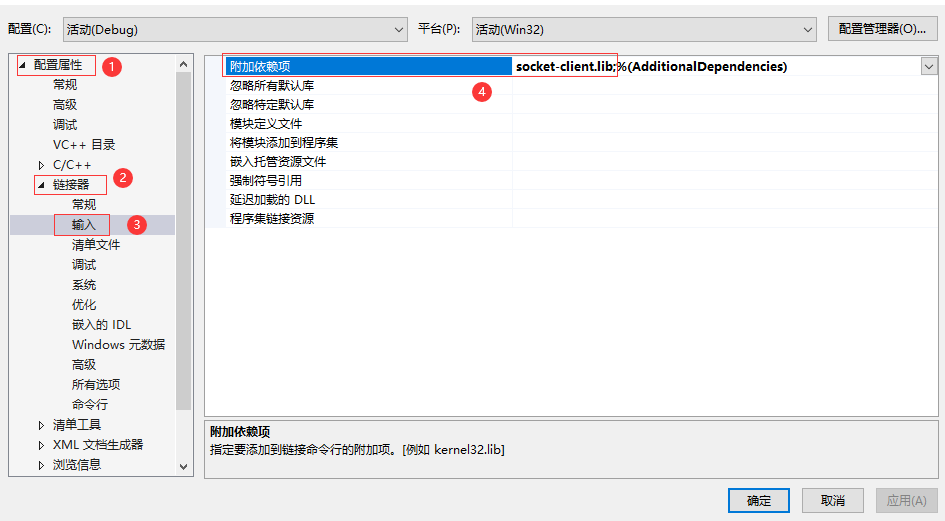 配置(C): 活动(Debug) 平台(P): 活动(Win32) 配置管理器(O)...
配置属性 1
常规
高级
调试
VC++ 目录
C/C++
链接器 2
常规
输入 3
清单文件
调试
系统
优化
嵌入的 IDL
Windows 元数据
高级
所有选项
命令行
清单工具
XML 文档生成器
浏览信息
附加依赖项 socket-client.lib;%(AdditionalDependencies)
4
忽略所有默认库
忽略特定默认库
模块定义文件
将模块添加到程序集
嵌入托管资源文件
强制符号引用
延迟加载的 DLL
程序集链接资源
附加依赖项
指定要添加到链接命令行的附加项。[例如 kernel32.lib]
确定 取消 应用(A)